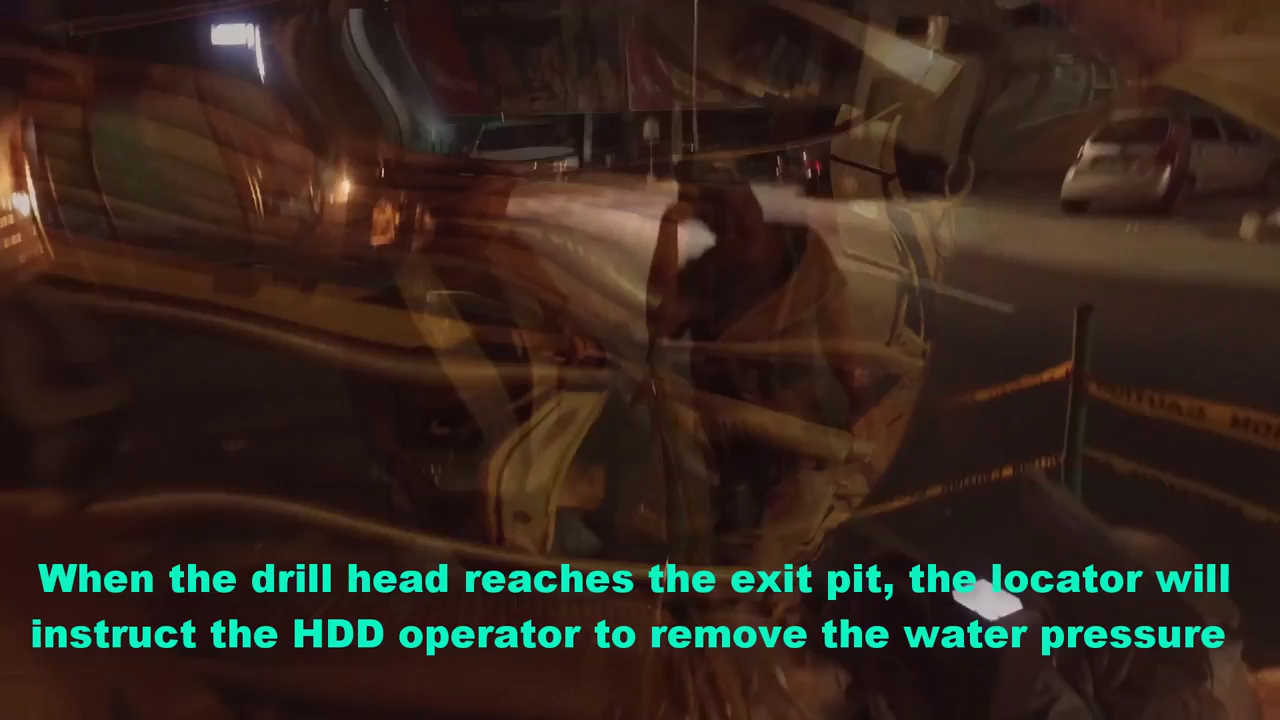 When the drill head reaches the exit pit, the locator will
instruct the HDD operator to remove the water pressure